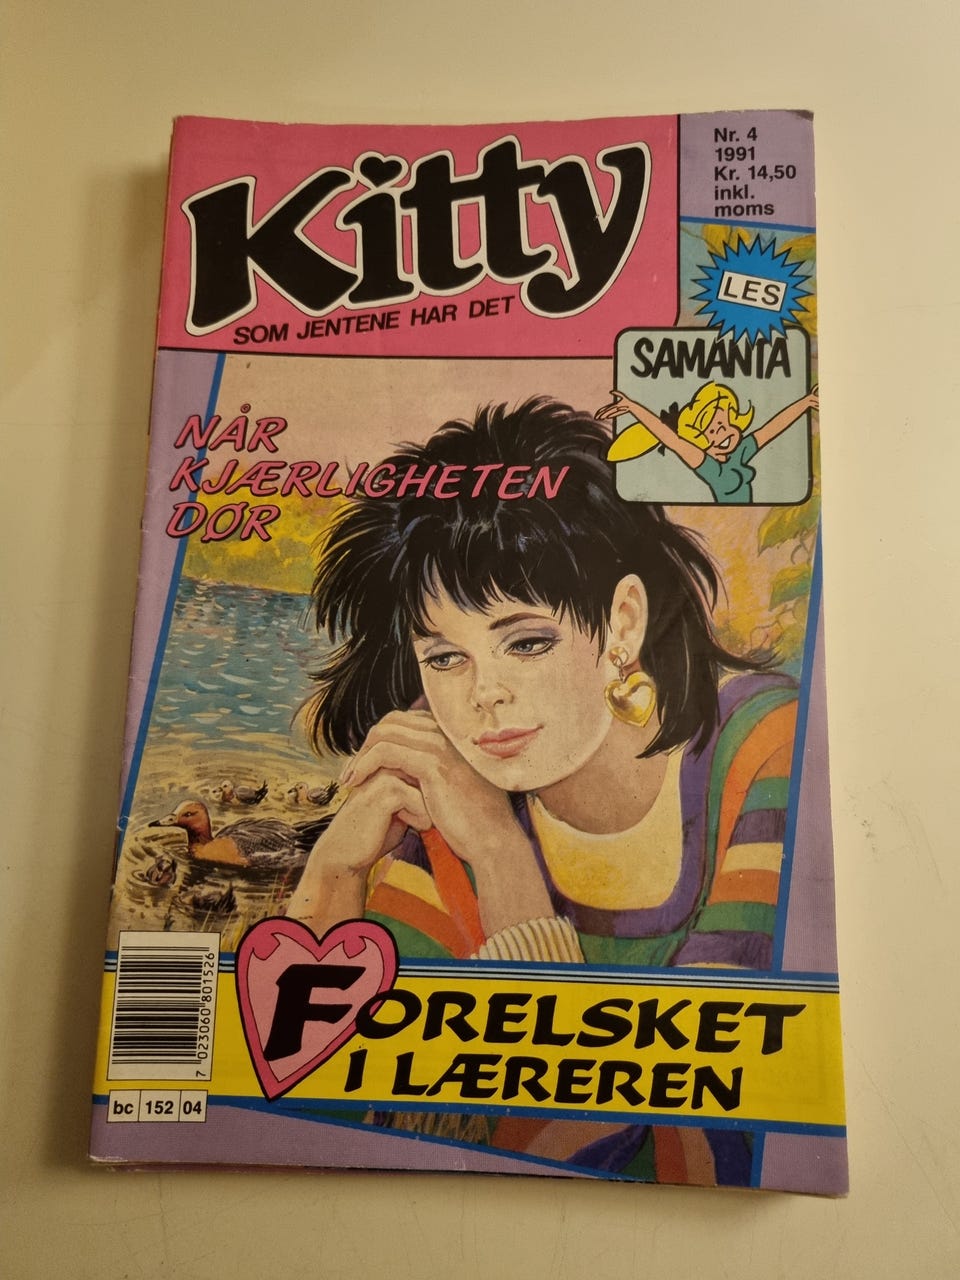 Kitty
SOM JENTENE HAR DET
Nr. 4
1991
Kr. 14,50
inkl.
moms
LES
SAMANTA
NÅR
KJÆRLIGHETEN
DØR
FORELSKET
I LÆREREN
7 023060 801526
bc 152 04